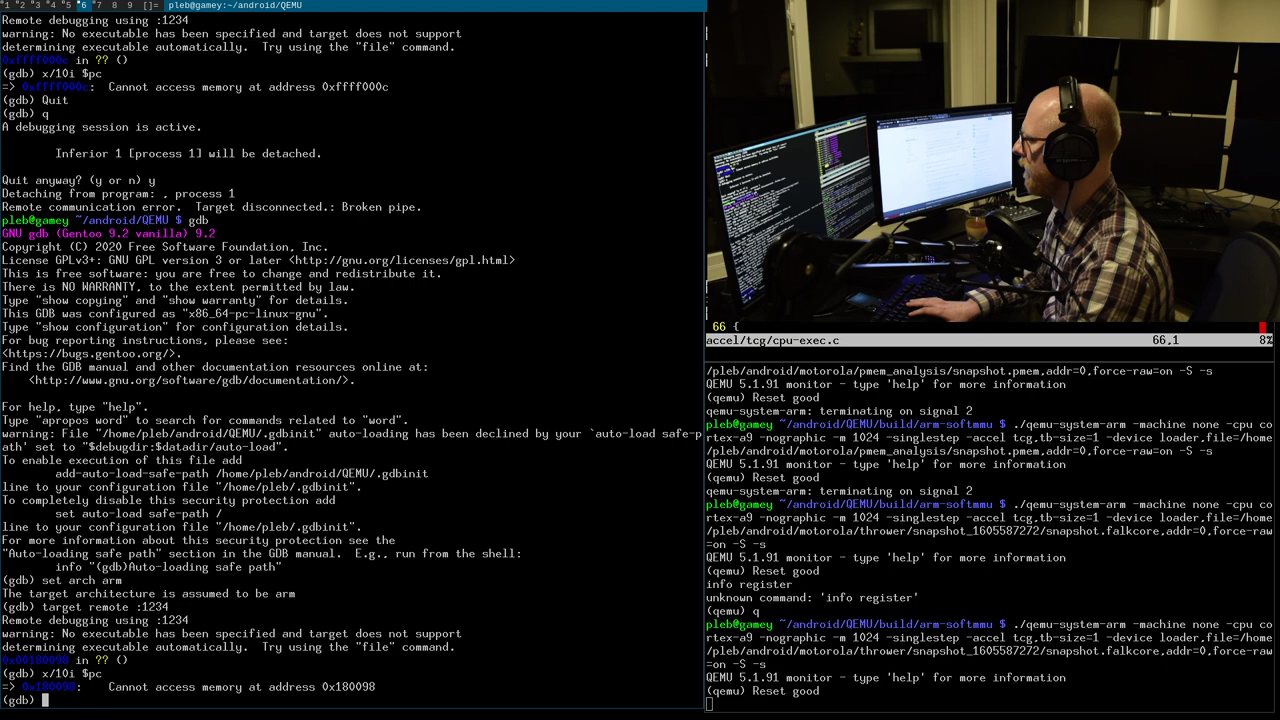 1 2 3 4 5 6 7 8 9 []= pleb@gamey:~/android/QEMU
Remote debugging using :1234
warning: No executable has been specified and target does not support
determining executable automatically.  Try using the "file" command.
0xffff000c in ?? ()
(gdb) x/10i $pc
=> 0xffff000c:  Cannot access memory at address 0xffff000c
(gdb) Quit
(gdb) q
A debugging session is active.
Inferior 1 [process 1] will be detached.
Quit anyway? (y or n) y
Detaching from program: , process 1
Remote communication error.  Target disconnected.: Broken pipe.
pleb@gamey ~/android/QEMU $ gdb
GNU gdb (Gentoo 9.2 vanilla) 9.2
Copyright (C) 2020 Free Software Foundation, Inc.
License GPLv3+: GNU GPL version 3 or later <http://gnu.org/licenses/gpl.html>
This is free software: you are free to change and redistribute it.
There is NO WARRANTY, to the extent permitted by law.
Type "show copying" and "show warranty" for details.
This GDB was configured as "x86_64-pc-linux-gnu".
Type "show configuration" for configuration details.
For bug reporting instructions, please see:
<https://bugs.gentoo.org/>.
Find the GDB manual and other documentation resources online at:
<http://www.gnu.org/software/gdb/documentation/>.
For help, type "help".
Type "apropos word" to search for commands related to "word".
warning: File "/home/pleb/android/QEMU/.gdbinit" auto-loading has been declined by your `auto-load safe-p
ath' set to "$debugdir:$datadir/auto-load".
To enable execution of this file add
add-auto-load-safe-path /home/pleb/android/QEMU/.gdbinit
line to your configuration file "/home/pleb/.gdbinit".
To completely disable this security protection add
set auto-load safe-path /
line to your configuration file "/home/pleb/.gdbinit".
For more information about this security protection see the
"Auto-loading safe path" section in the GDB manual.  E.g., run from the shell:
info "(gdb)Auto-loading safe path"
(gdb) set arch arm
The target architecture is assumed to be arm
(gdb) target remote :1234
Remote debugging using :1234
warning: No executable has been specified and target does not support
determining executable automatically.  Try using the "file" command.
0x00180098 in ?? ()
(gdb) x/10i $pc
=> 0x180098:    Cannot access memory at address 0x180098
(gdb)
66 {
accel/tcg/cpu-exec.c 66,1 8%
/pleb/android/motorola/pmem_analysis/snapshot.pmem,addr=0,force-raw=on -S -s
QEMU 5.1.91 monitor - type 'help' for more information
(qemu) Reset good
qemu-system-arm: terminating on signal 2
pleb@gamey ~/android/QEMU/build/arm-softmmu $ ./qemu-system-arm -machine none -cpu co
rtex-a9 -nographic -m 1024 -singlestep -accel tcg,tb-size=1 -device loader,file=/home
/pleb/android/motorola/pmem_analysis/snapshot.pmem,addr=0,force-raw=on -S -s
QEMU 5.1.91 monitor - type 'help' for more information
(qemu) Reset good
qemu-system-arm: terminating on signal 2
pleb@gamey ~/android/QEMU/build/arm-softmmu $ ./qemu-system-arm -machine none -cpu co
rtex-a9 -nographic -m 1024 -singlestep -accel tcg,tb-size=1 -device loader,file=/home
/pleb/android/motorola/thrower/snapshot_1605587272/snapshot.falkcore,addr=0,force-raw
=on -S -s
QEMU 5.1.91 monitor - type 'help' for more information
(qemu) Reset good
info register
unknown command: 'info register'
(qemu) q
pleb@gamey ~/android/QEMU/build/arm-softmmu $ ./qemu-system-arm -machine none -cpu co
rtex-a9 -nographic -m 1024 -singlestep -accel tcg,tb-size=1 -device loader,file=/home
/pleb/android/motorola/thrower/snapshot_1605587272/snapshot.falkcore,addr=0,force-raw
=on -S -s
QEMU 5.1.91 monitor - type 'help' for more information
(qemu) Reset good